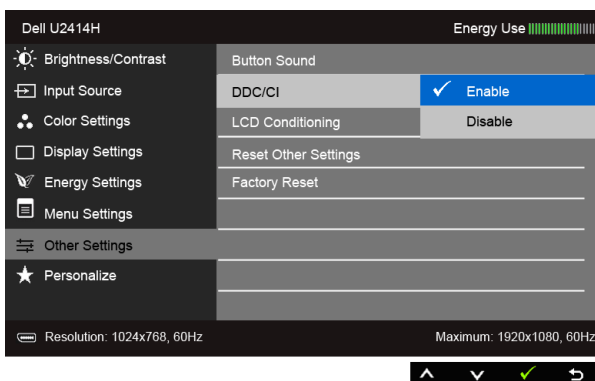 Dell U2414H Energy Use
Brightness/Contrast Button Sound
Input Source DDC/CI Enable
Color Settings LCD Conditioning Disable
Display Settings Reset Other Settings
Energy Settings Factory Reset
Menu Settings
Other Settings
Personalize
Resolution: 1024x768, 60Hz Maximum: 1920x1080, 60Hz